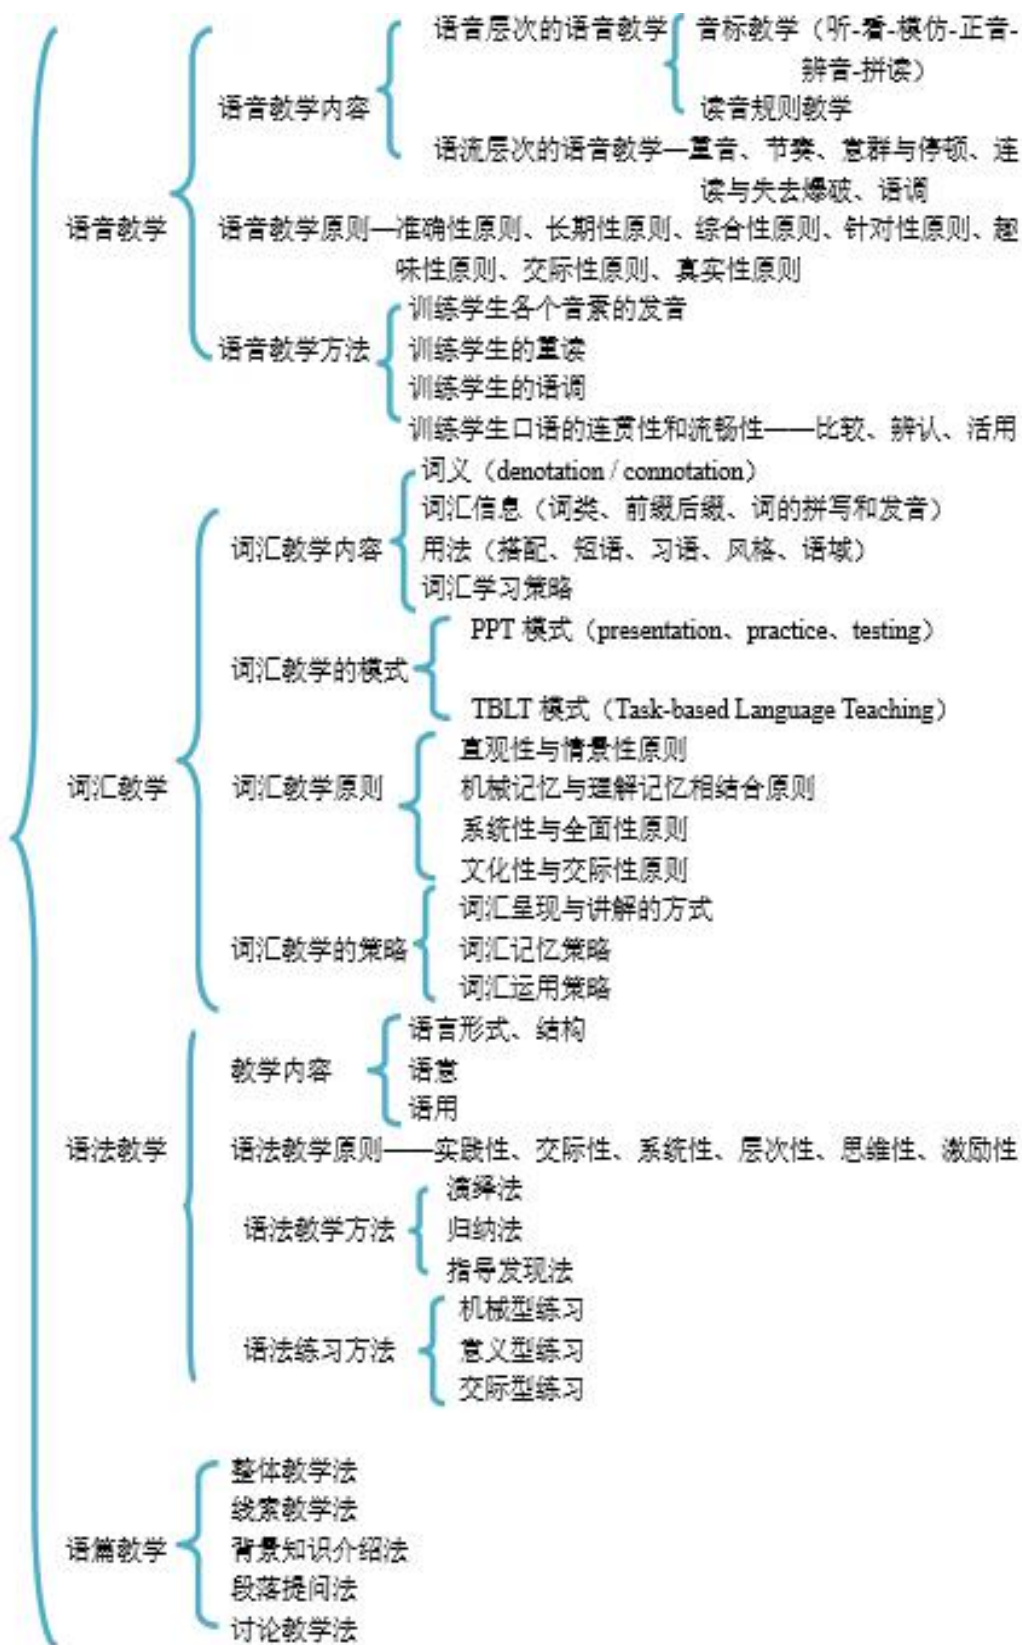 语音层次的语音教学 音标教学（听-看-模仿-正音-
辨音-拼读）
语音教学内容 读音规则教学
语流层次的语音教学—重音、节奏、意群与停顿、连
读与失去爆破、语调
语音教学 语音教学原则—准确性原则、长期性原则、综合性原则、针对性原则、趣
味性原则、交际性原则、真实性原则
训练学生各个音素的发音
语音教学方法 训练学生的重读
训练学生的语调
训练学生口语的连贯性和流畅性——比较、辨认、活用
词义（denotation / connotation）
词汇信息（词类、前缀后缀、词的拼写和发音）
词汇教学内容 用法（搭配、短语、习语、风格、语域）
词汇学习策略
PPT 模式（presentation、practice、testing）
词汇教学的模式
TBLT 模式（Task-based Language Teaching）
直观性与情景性原则
词汇教学 词汇教学原则 机械记忆与理解记忆相结合原则
系统性与全面性原则
文化性与交际性原则
词汇呈现与讲解的方式
词汇教学的策略 词汇记忆策略
词汇运用策略
语言形式、结构
教学内容 语意
语用
语法教学 语法教学原则——实践性、交际性、系统性、层次性、思维性、激励性
演绎法
语法教学方法 归纳法
指导发现法
机械型练习
语法练习方法 意义型练习
交际型练习
整体教学法
线索教学法
语篇教学 背景知识介绍法
段落提问法
讨论教学法